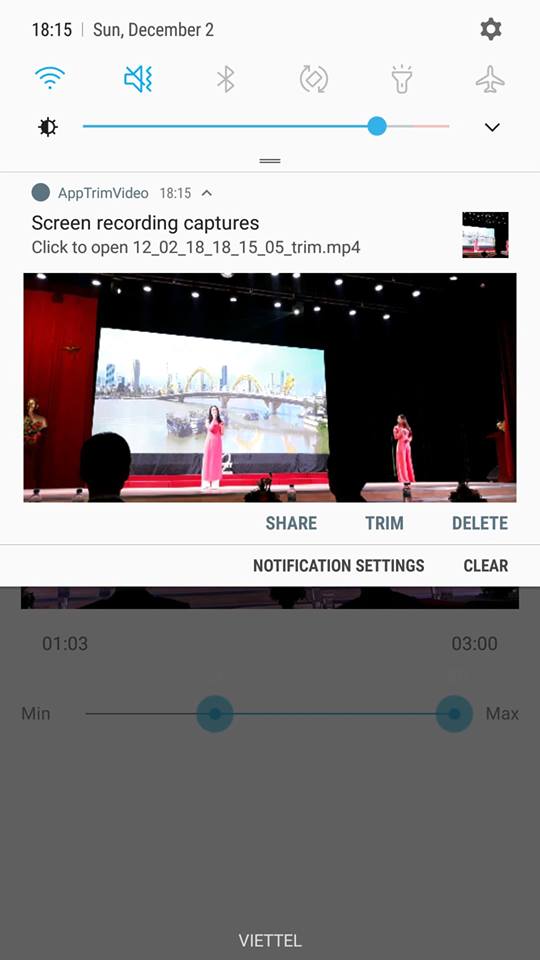 18:15 | Sun, December 2
AppTrimVideo 18:15
Screen recording captures
Click to open 12_02_18_18_15_05_trim.mp4
SHARE TRIM DELETE
NOTIFICATION SETTINGS CLEAR
01:03 03:00
Min Max
VIETTEL